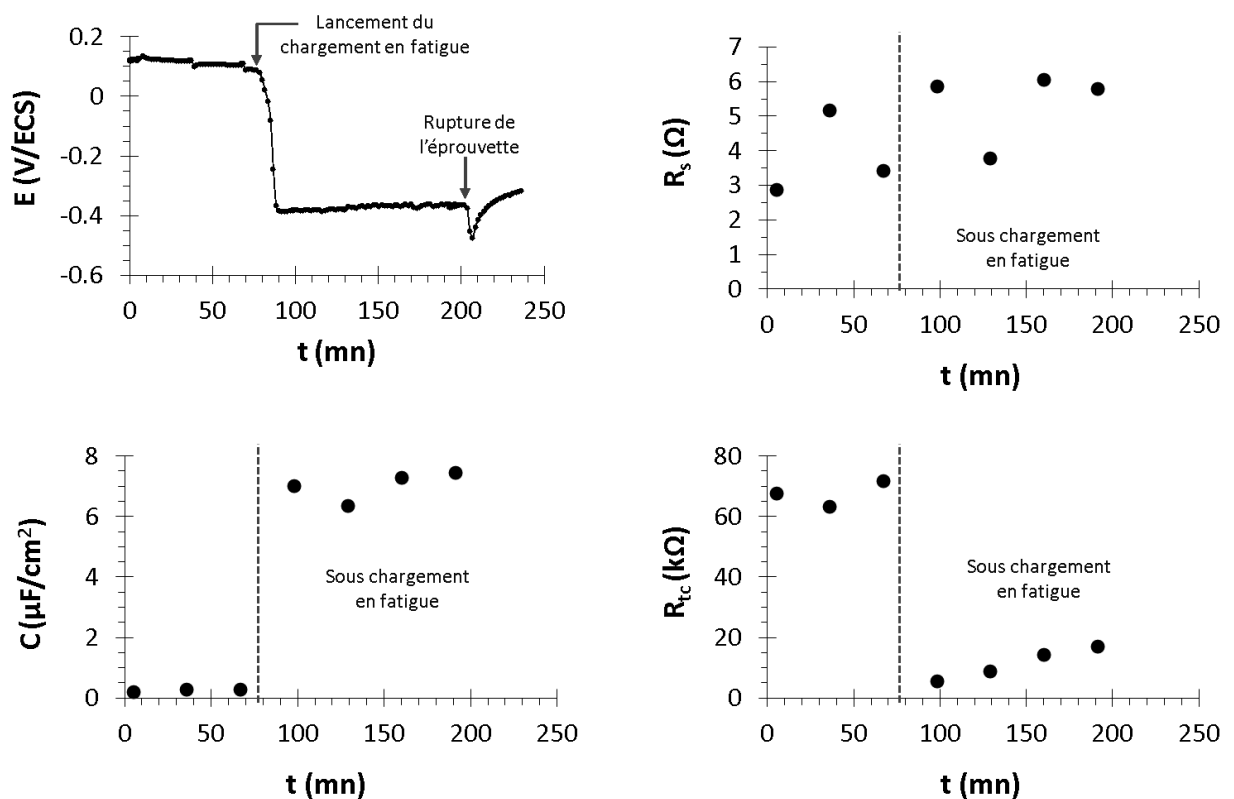 Lancement du
chargement en fatigue
Rupture de
l'éprouvette
E (V/ECS)
0.2
0
-0.2
-0.4
-0.6
0 50 100 150 200 250
t (mn)
Rs (Ω)
7
6
5
4
3
2
1
0
Sous chargement
en fatigue
0 50 100 150 200 250
t (mn)
C (µF/cm²)
8
6
4
2
0
Sous chargement
en fatigue
0 50 100 150 200 250
t (mn)
Rtc (kΩ)
80
60
40
20
0
Sous chargement
en fatigue
0 50 100 150 200 250
t (mn)